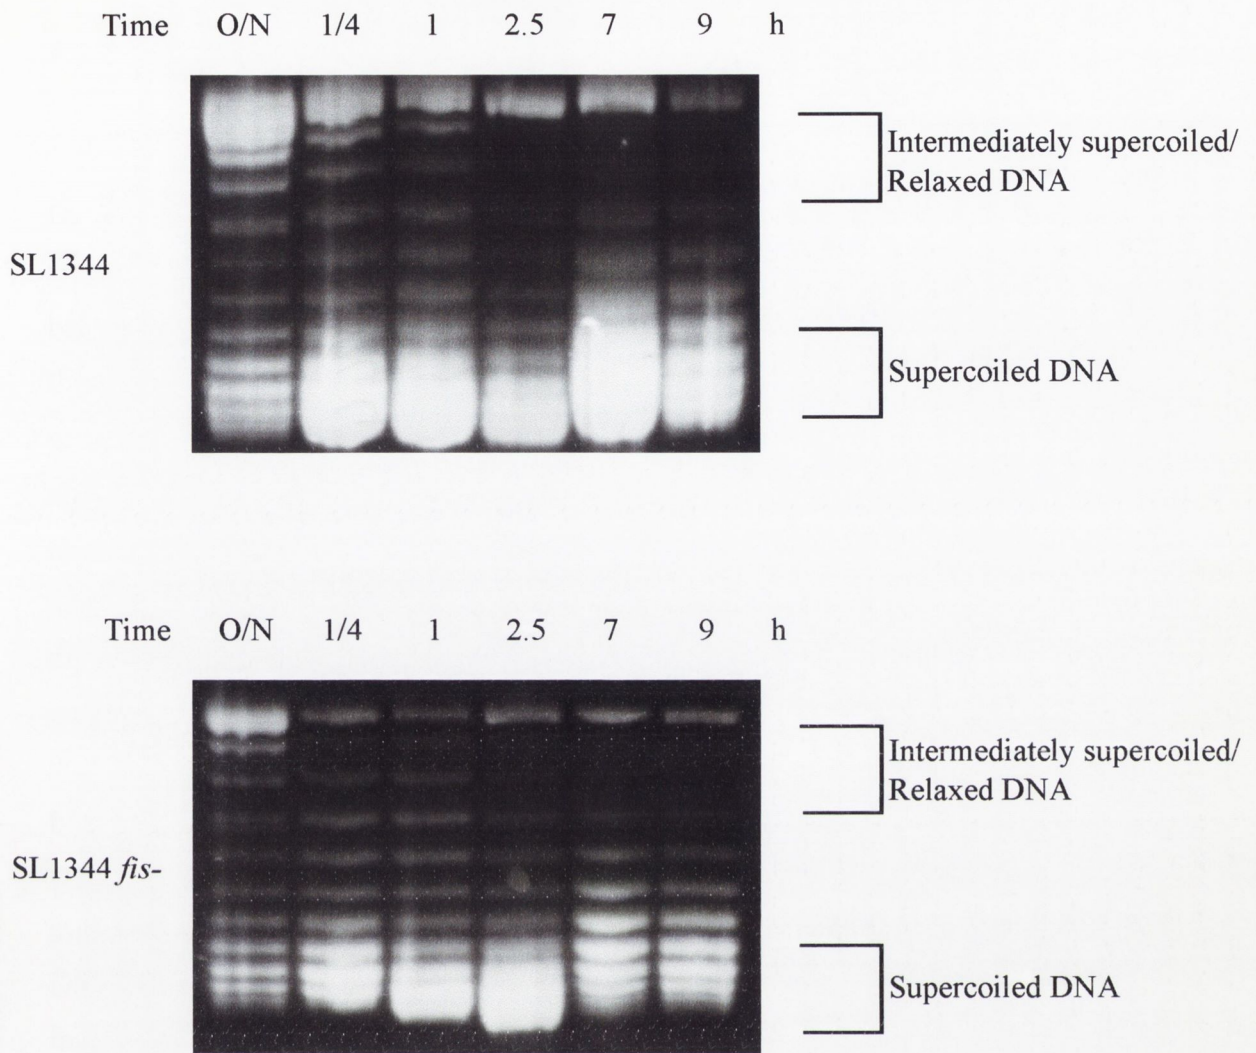 Time O/N 1/4 1 2.5 7 9 h
Intermediately supercoiled/
Relaxed DNA
SL1344
Supercoiled DNA
Time O/N 1/4 1 2.5 7 9 h
Intermediately supercoiled/
Relaxed DNA
SL1344 fis-
Supercoiled DNA